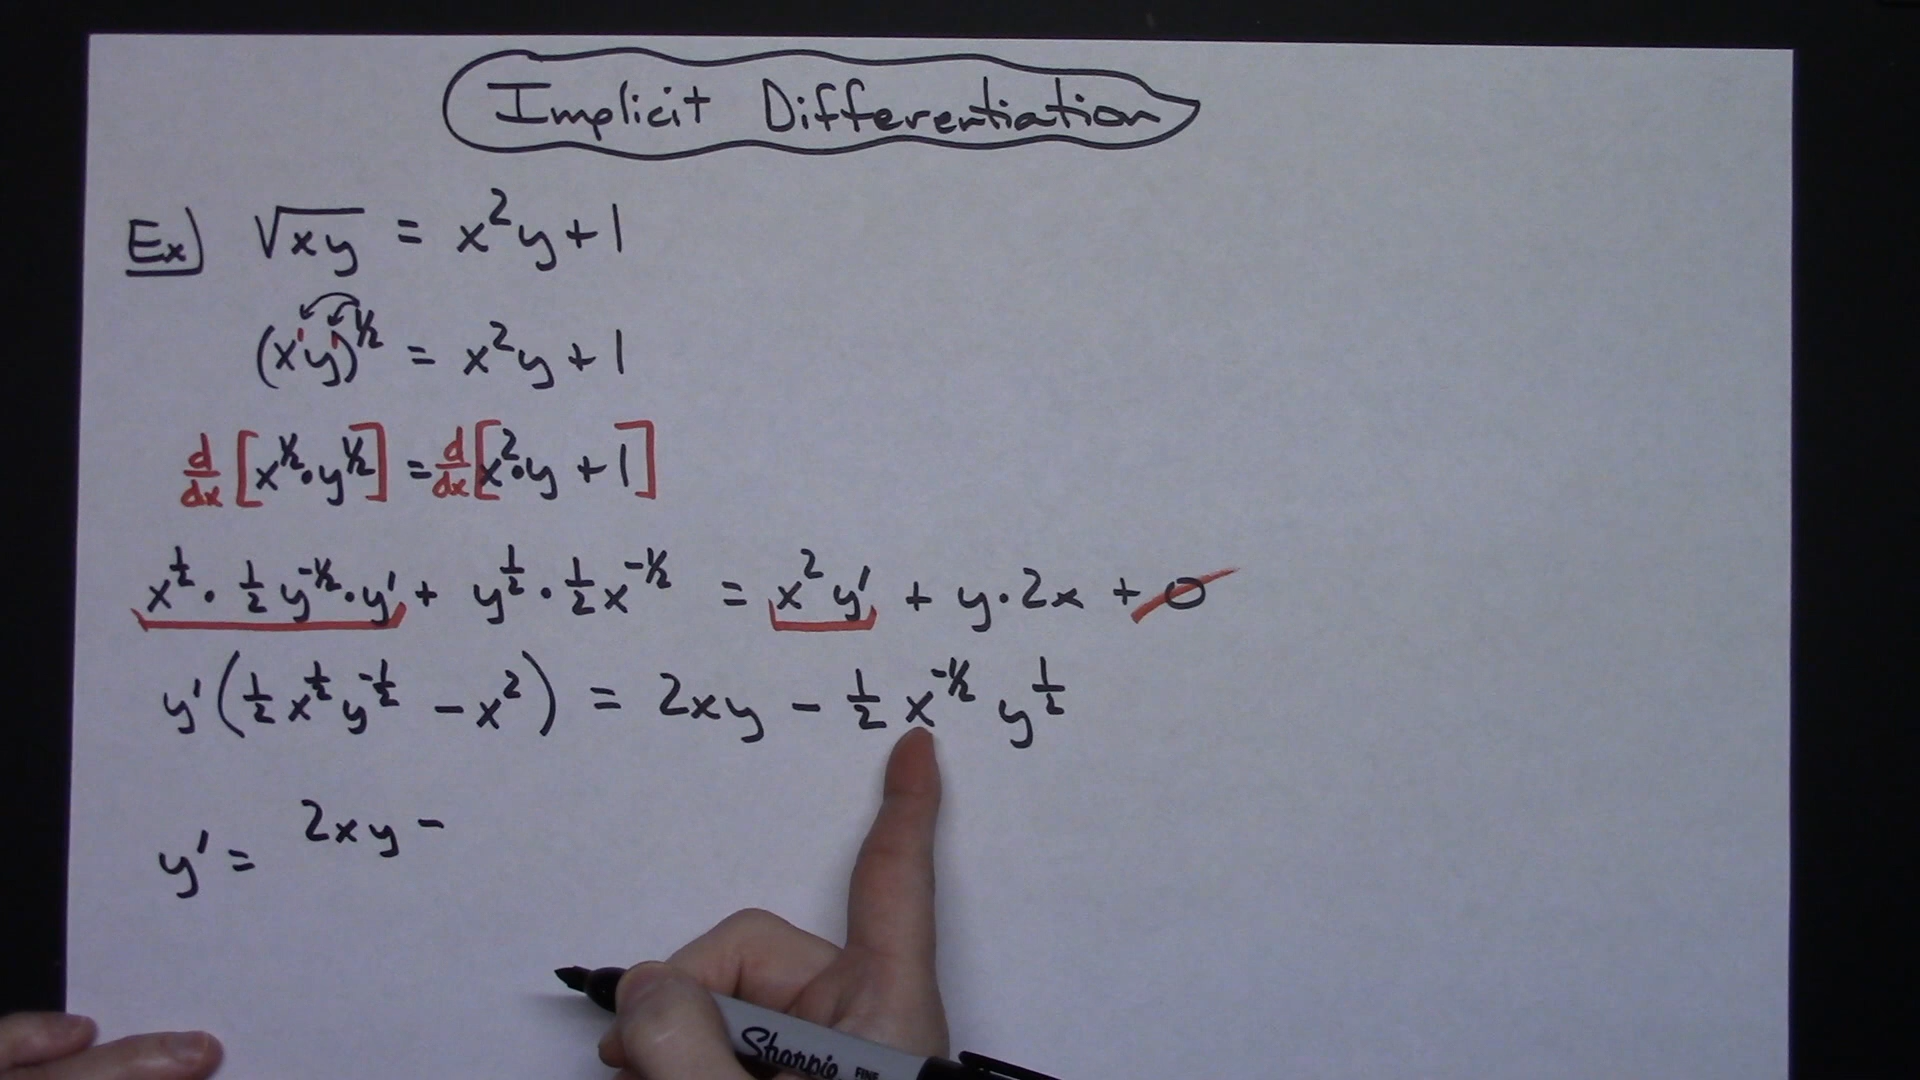 Implicit Differentiation
Ex) √xy = x²y + 1
(x'y')^½ = x²y + 1
d/dx [x^½ · y^½] = d/dx [x² · y + 1]
x^½ · ½ y^-½ · y' + y^½ · ½ x^-½ = x² y' + y · 2x + 0
y' (½ x^½ y^-½ - x²) = 2xy - ½ x^-½ y^½
y' = 2xy -
Sharpie FINE